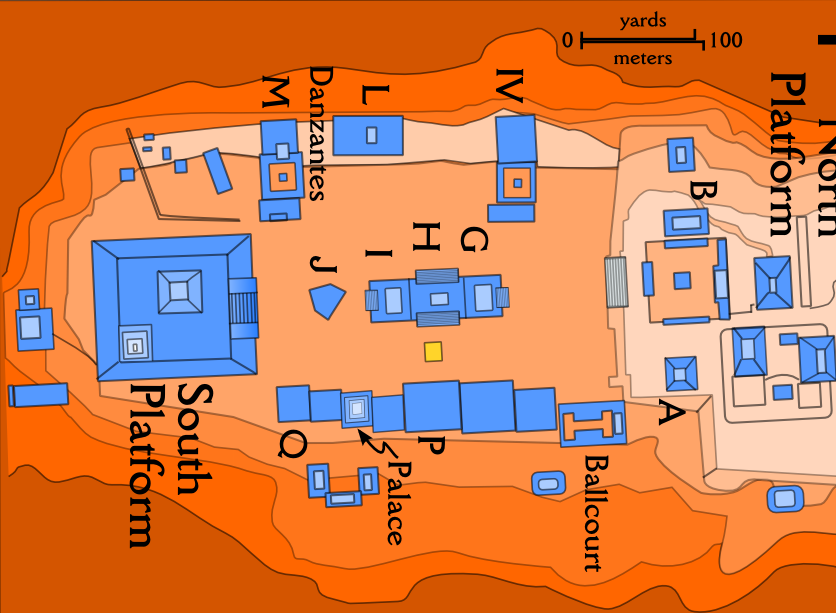 yards
0 100
meters
North
Platform
IV
L
Danzantes
M
B
G
H
I
J
A
P
Q
Palace
Ballcourt
South
Platform